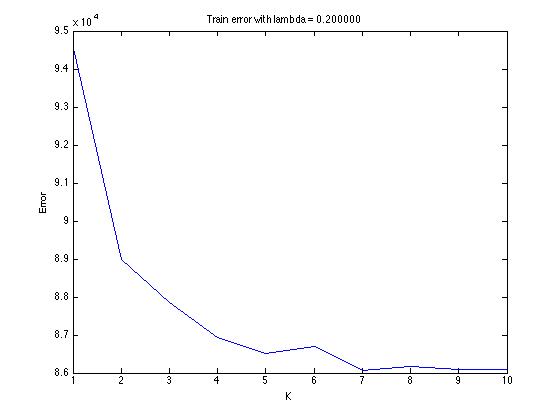 Train error with lambda = 0.200000
x 10^4
9.5
9.4
9.3
9.2
9.1
9
8.9
8.8
8.7
8.6
Error
1 2 3 4 5 6 7 8 9 10
K